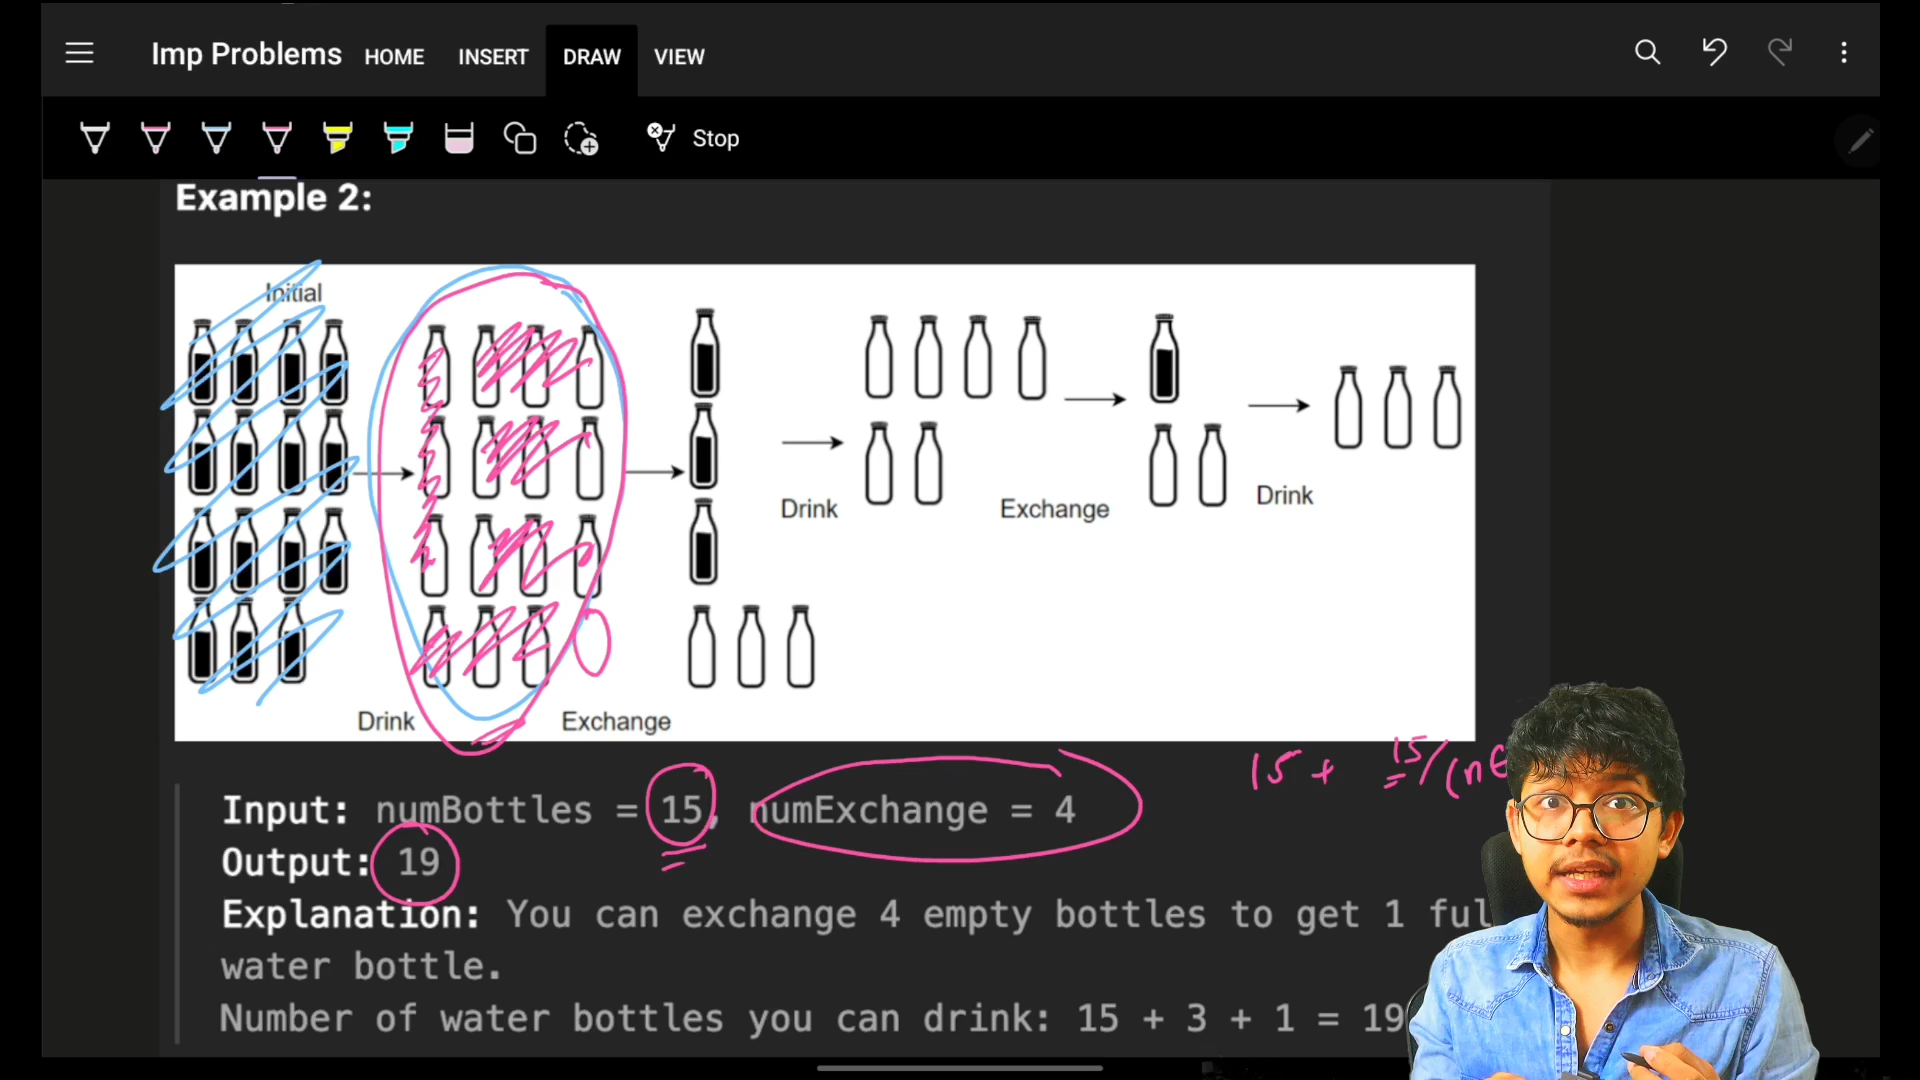 Imp Problems HOME INSERT DRAW VIEW
Stop
Example 2:
Initial
Drink
Exchange
Drink
Exchange
Drink
15 + 15/(nE
Input: numBottles = 15, numExchange = 4
Output: 19
Explanation: You can exchange 4 empty bottles to get 1 ful
water bottle.
Number of water bottles you can drink: 15 + 3 + 1 = 19